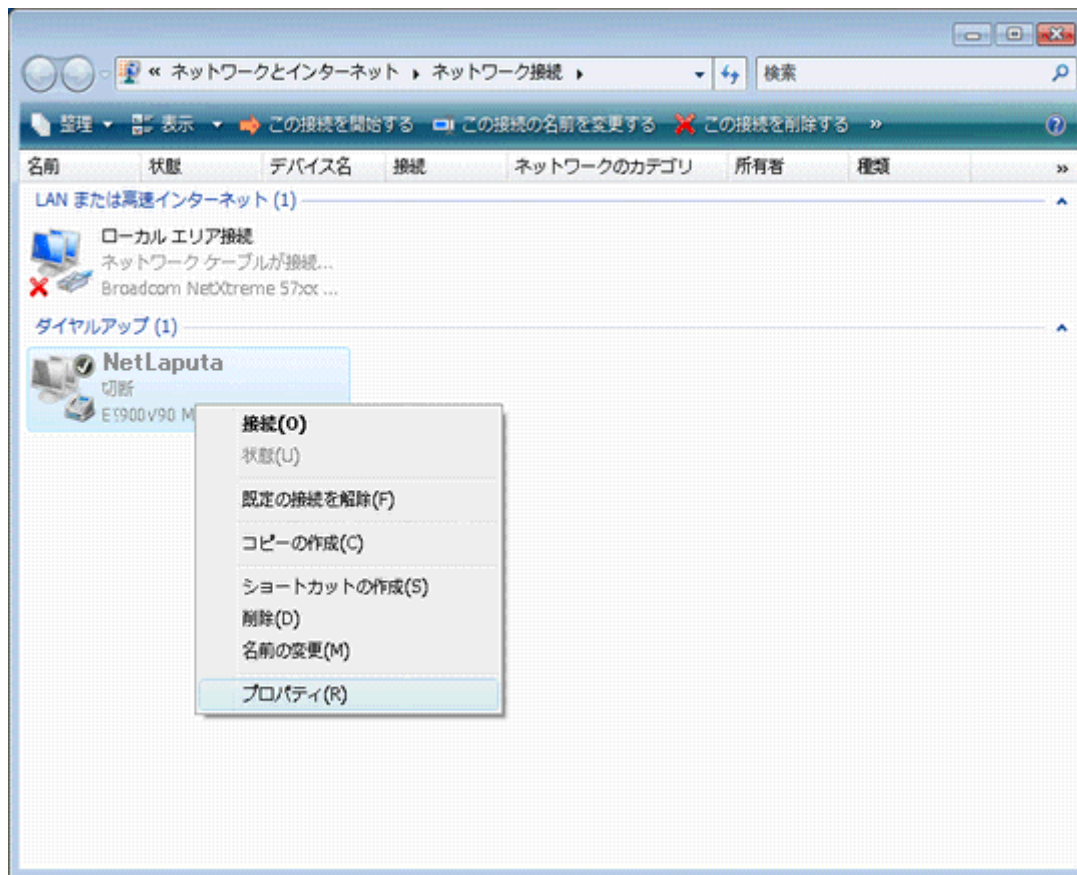 « ネットワークとインターネット ▸ ネットワーク接続 ▸ 検索
整理 表示 この接続を開始する この接続の名前を変更する この接続を削除する »
名前 状態 デバイス名 接続 ネットワークのカテゴリ 所有者 種類 »
LAN または高速インターネット (1)
ローカル エリア接続
ネットワーク ケーブルが接続...
Broadcom NetXtreme 57xx ...
ダイヤルアップ (1)
NetLaputa
切断
V90 M
接続(O)
状態(U)
既定の接続を解除(F)
コピーの作成(C)
ショートカットの作成(S)
削除(D)
名前の変更(M)
プロパティ(R)